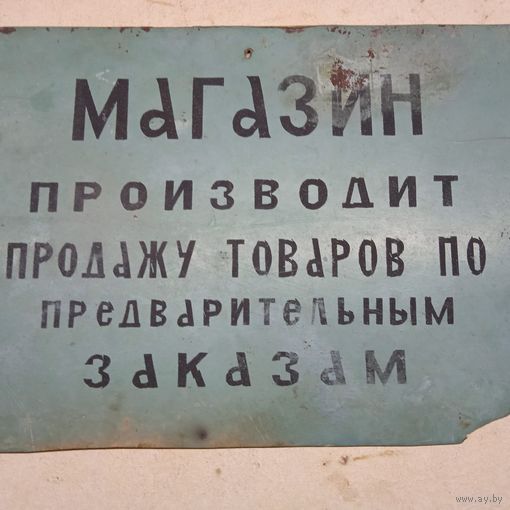 МАГАЗИН
ПРОИЗВОДИТ
ПРОДАЖУ ТОВАРОВ ПО
ПРЕДВАРИТЕЛЬНЫМ
ЗАКАЗАМ
www.ay.by